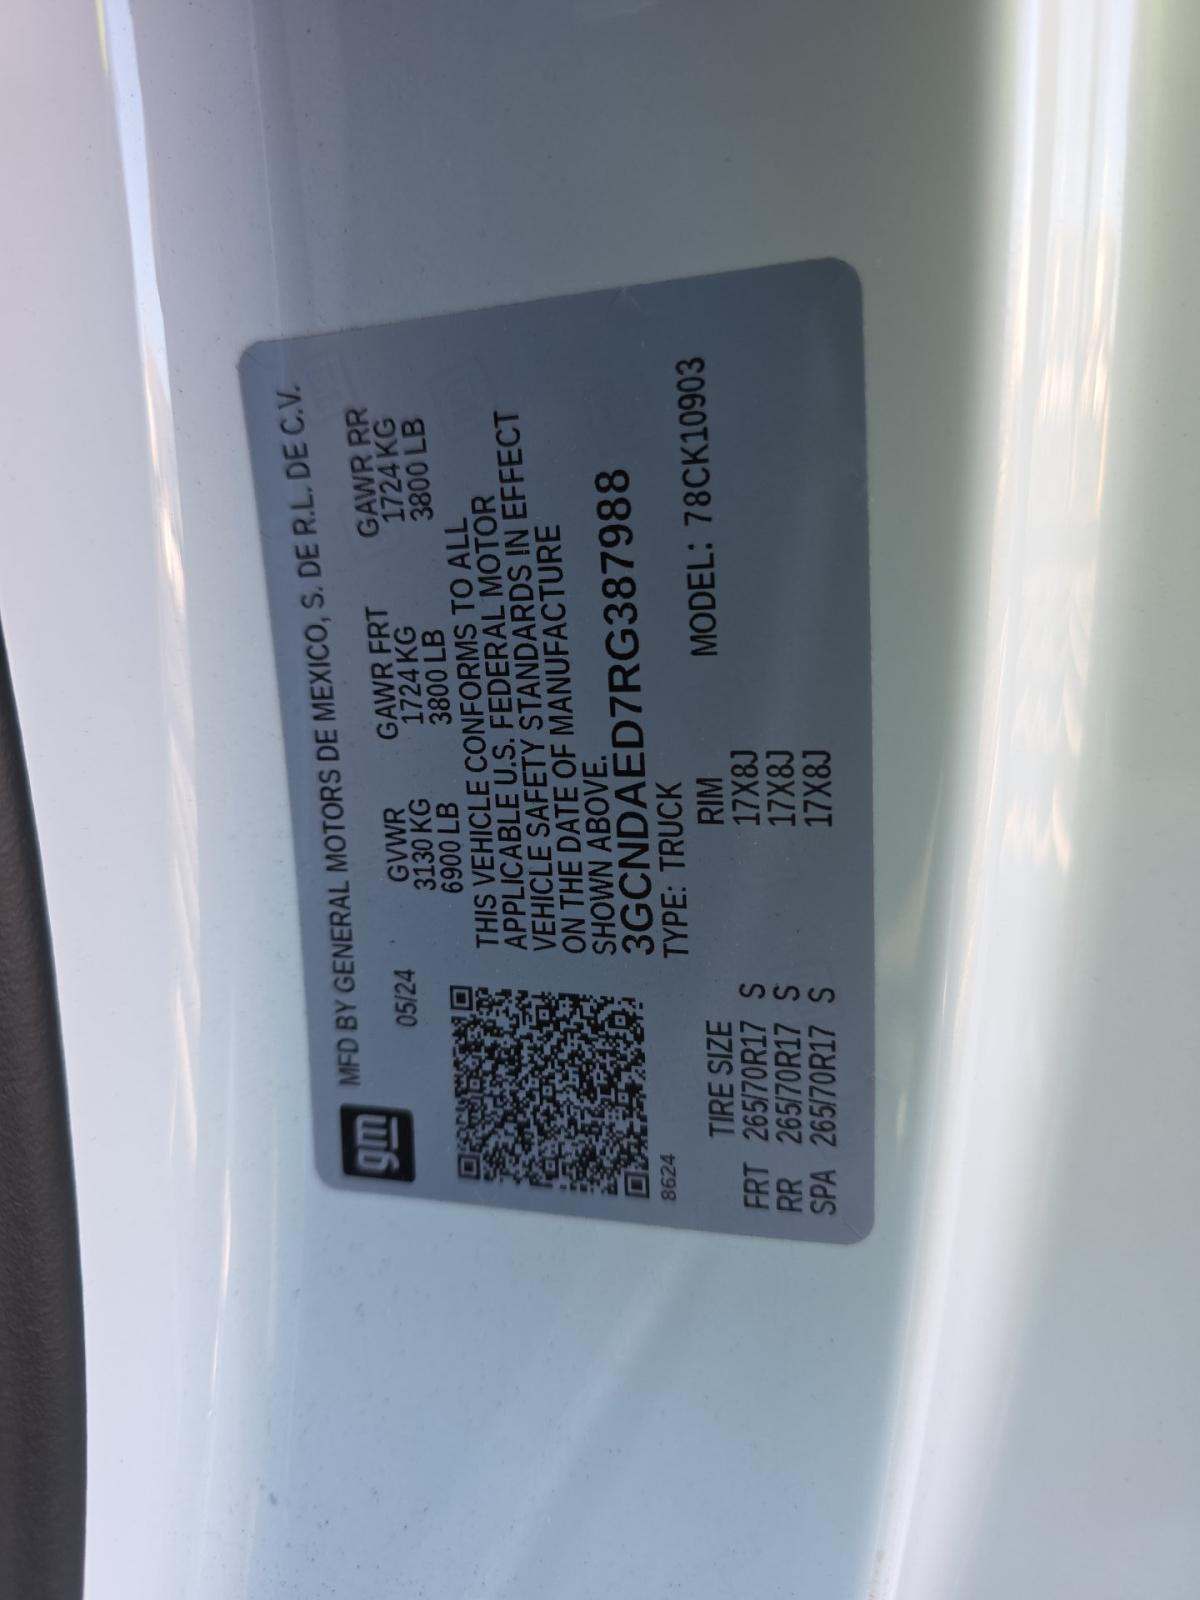 gm MFD BY GENERAL MOTORS DE MEXICO, S. DE R.L. DE C.V.
05/24 GVWR GAWR FRT GAWR RR
3130 KG 1724 KG 1724 KG
6900 LB 3800 LB 3800 LB
THIS VEHICLE CONFORMS TO ALL
APPLICABLE U.S. FEDERAL MOTOR
VEHICLE SAFETY STANDARDS IN EFFECT
ON THE DATE OF MANUFACTURE
SHOWN ABOVE.
3GCNDAED7RG387988
8624 TYPE: TRUCK MODEL: 78CK10903
TIRE SIZE RIM
FRT 265/70R17 S 17X8J
RR 265/70R17 S 17X8J
SPA 265/70R17 S 17X8J